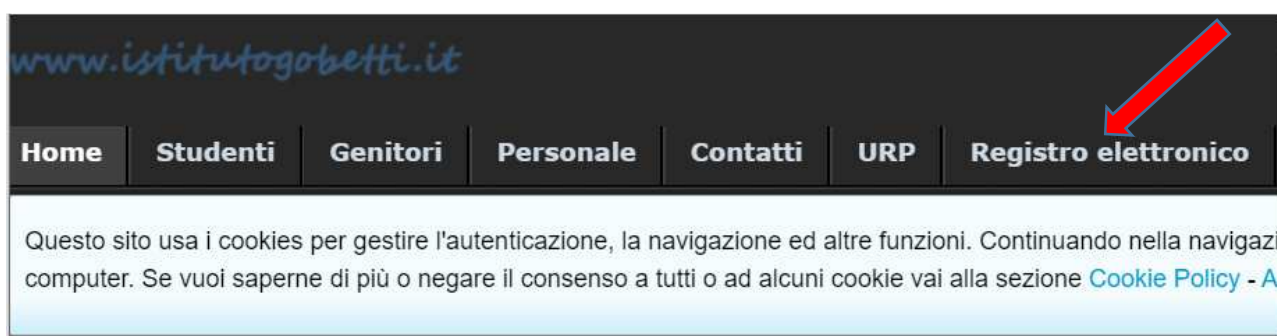 www.istitutogobetti.it
Home Studenti Genitori Personale Contatti URP Registro elettronico
Questo sito usa i cookies per gestire l'autenticazione, la navigazione ed altre funzioni. Continuando nella navigazi
computer. Se vuoi saperne di più o negare il consenso a tutti o ad alcuni cookie vai alla sezione Cookie Policy - A